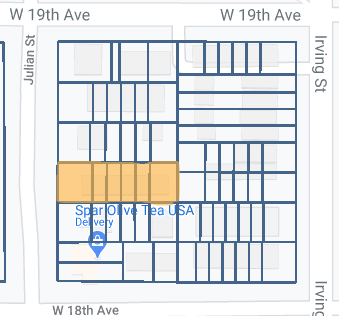 W 19th Ave
W 19th Ave
Julian St
Irving St
Spar Olive Tea USA
Delivery
W 18th Ave
Irving